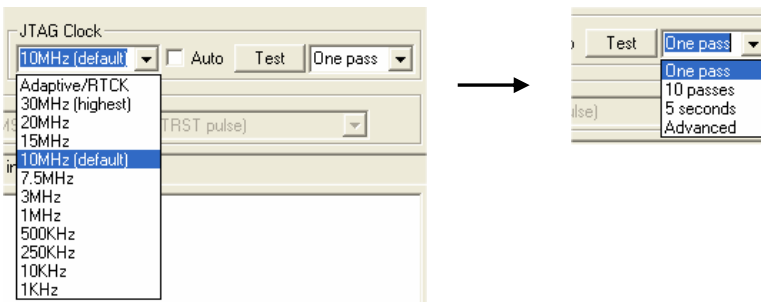 JTAG Clock
10MHz (default) Auto Test One pass
Adaptive/RTCK
30MHz (highest)
20MHz
TRST pulse)
15MHz
10MHz (default)
7.5MHz
3MHz
1MHz
500KHz
250KHz
10KHz
1KHz
Test One pass
One pass
10 passes
5 seconds
Advanced